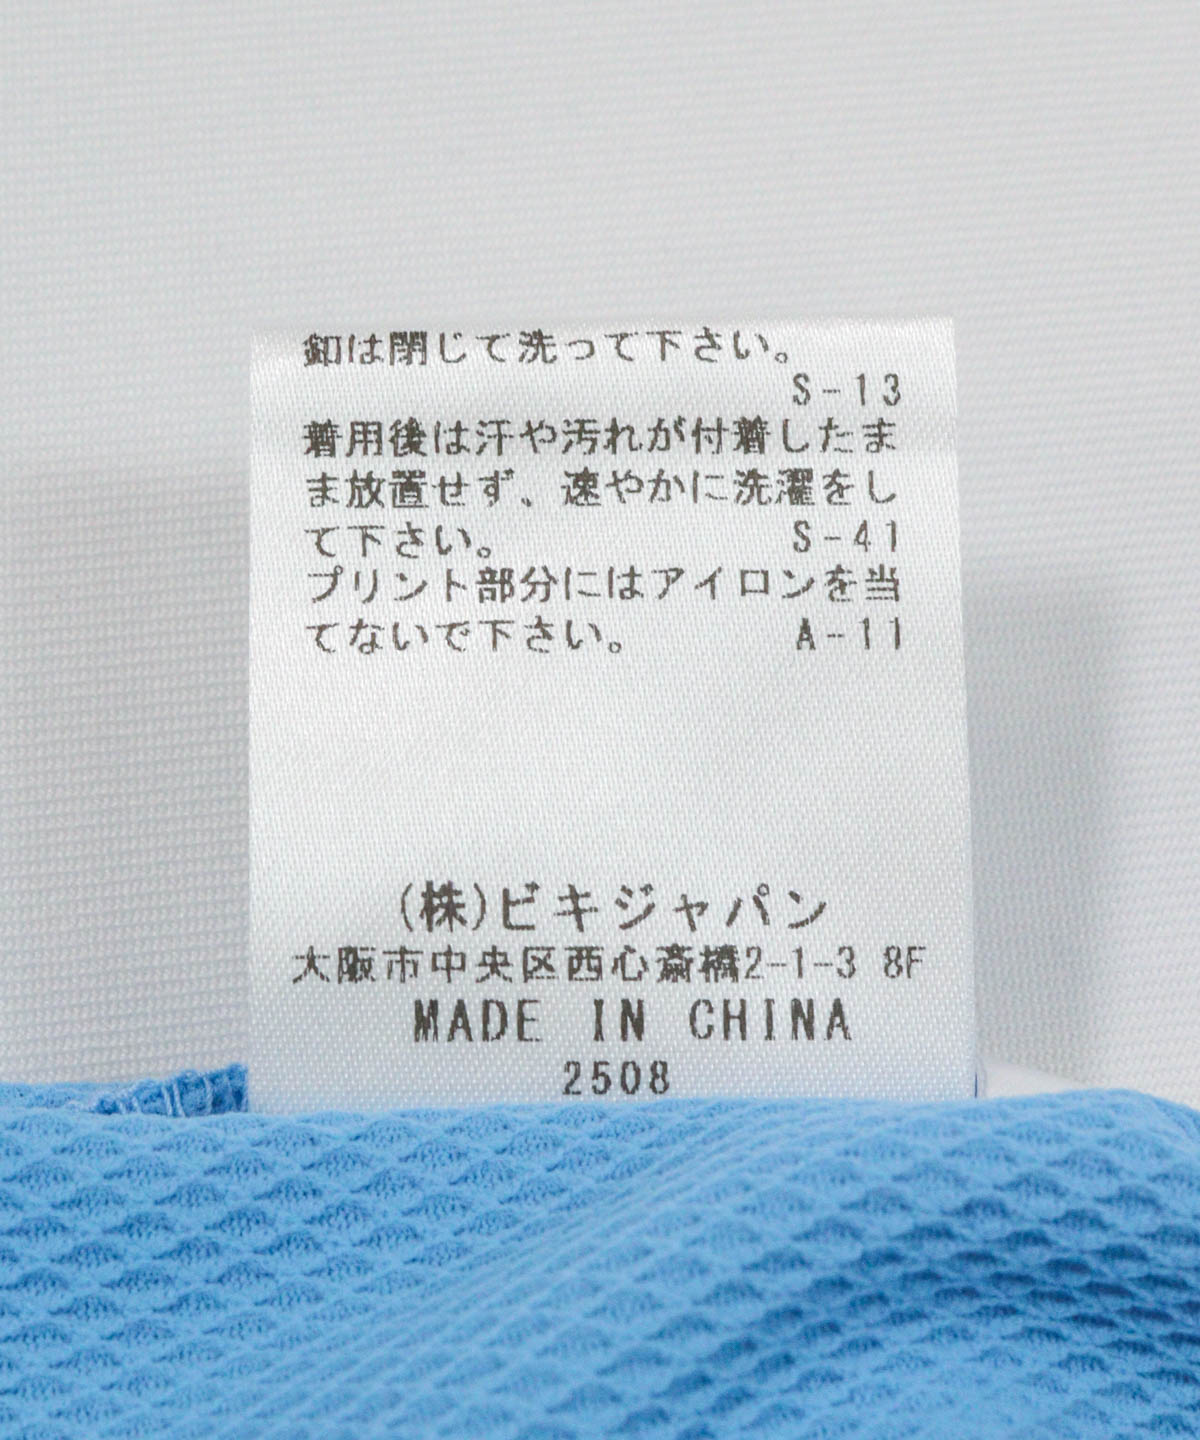 釦は閉じて洗って下さい。
S-13
着用後は汗や汚れが付着したま
ま放置せず、速やかに洗濯をし
て下さい。 S-41
プリント部分にはアイロンを当
てないで下さい。 A-11
(株)ビキジャパン
大阪市中央区西心斎橋2-1-3 8F
MADE IN CHINA
2508